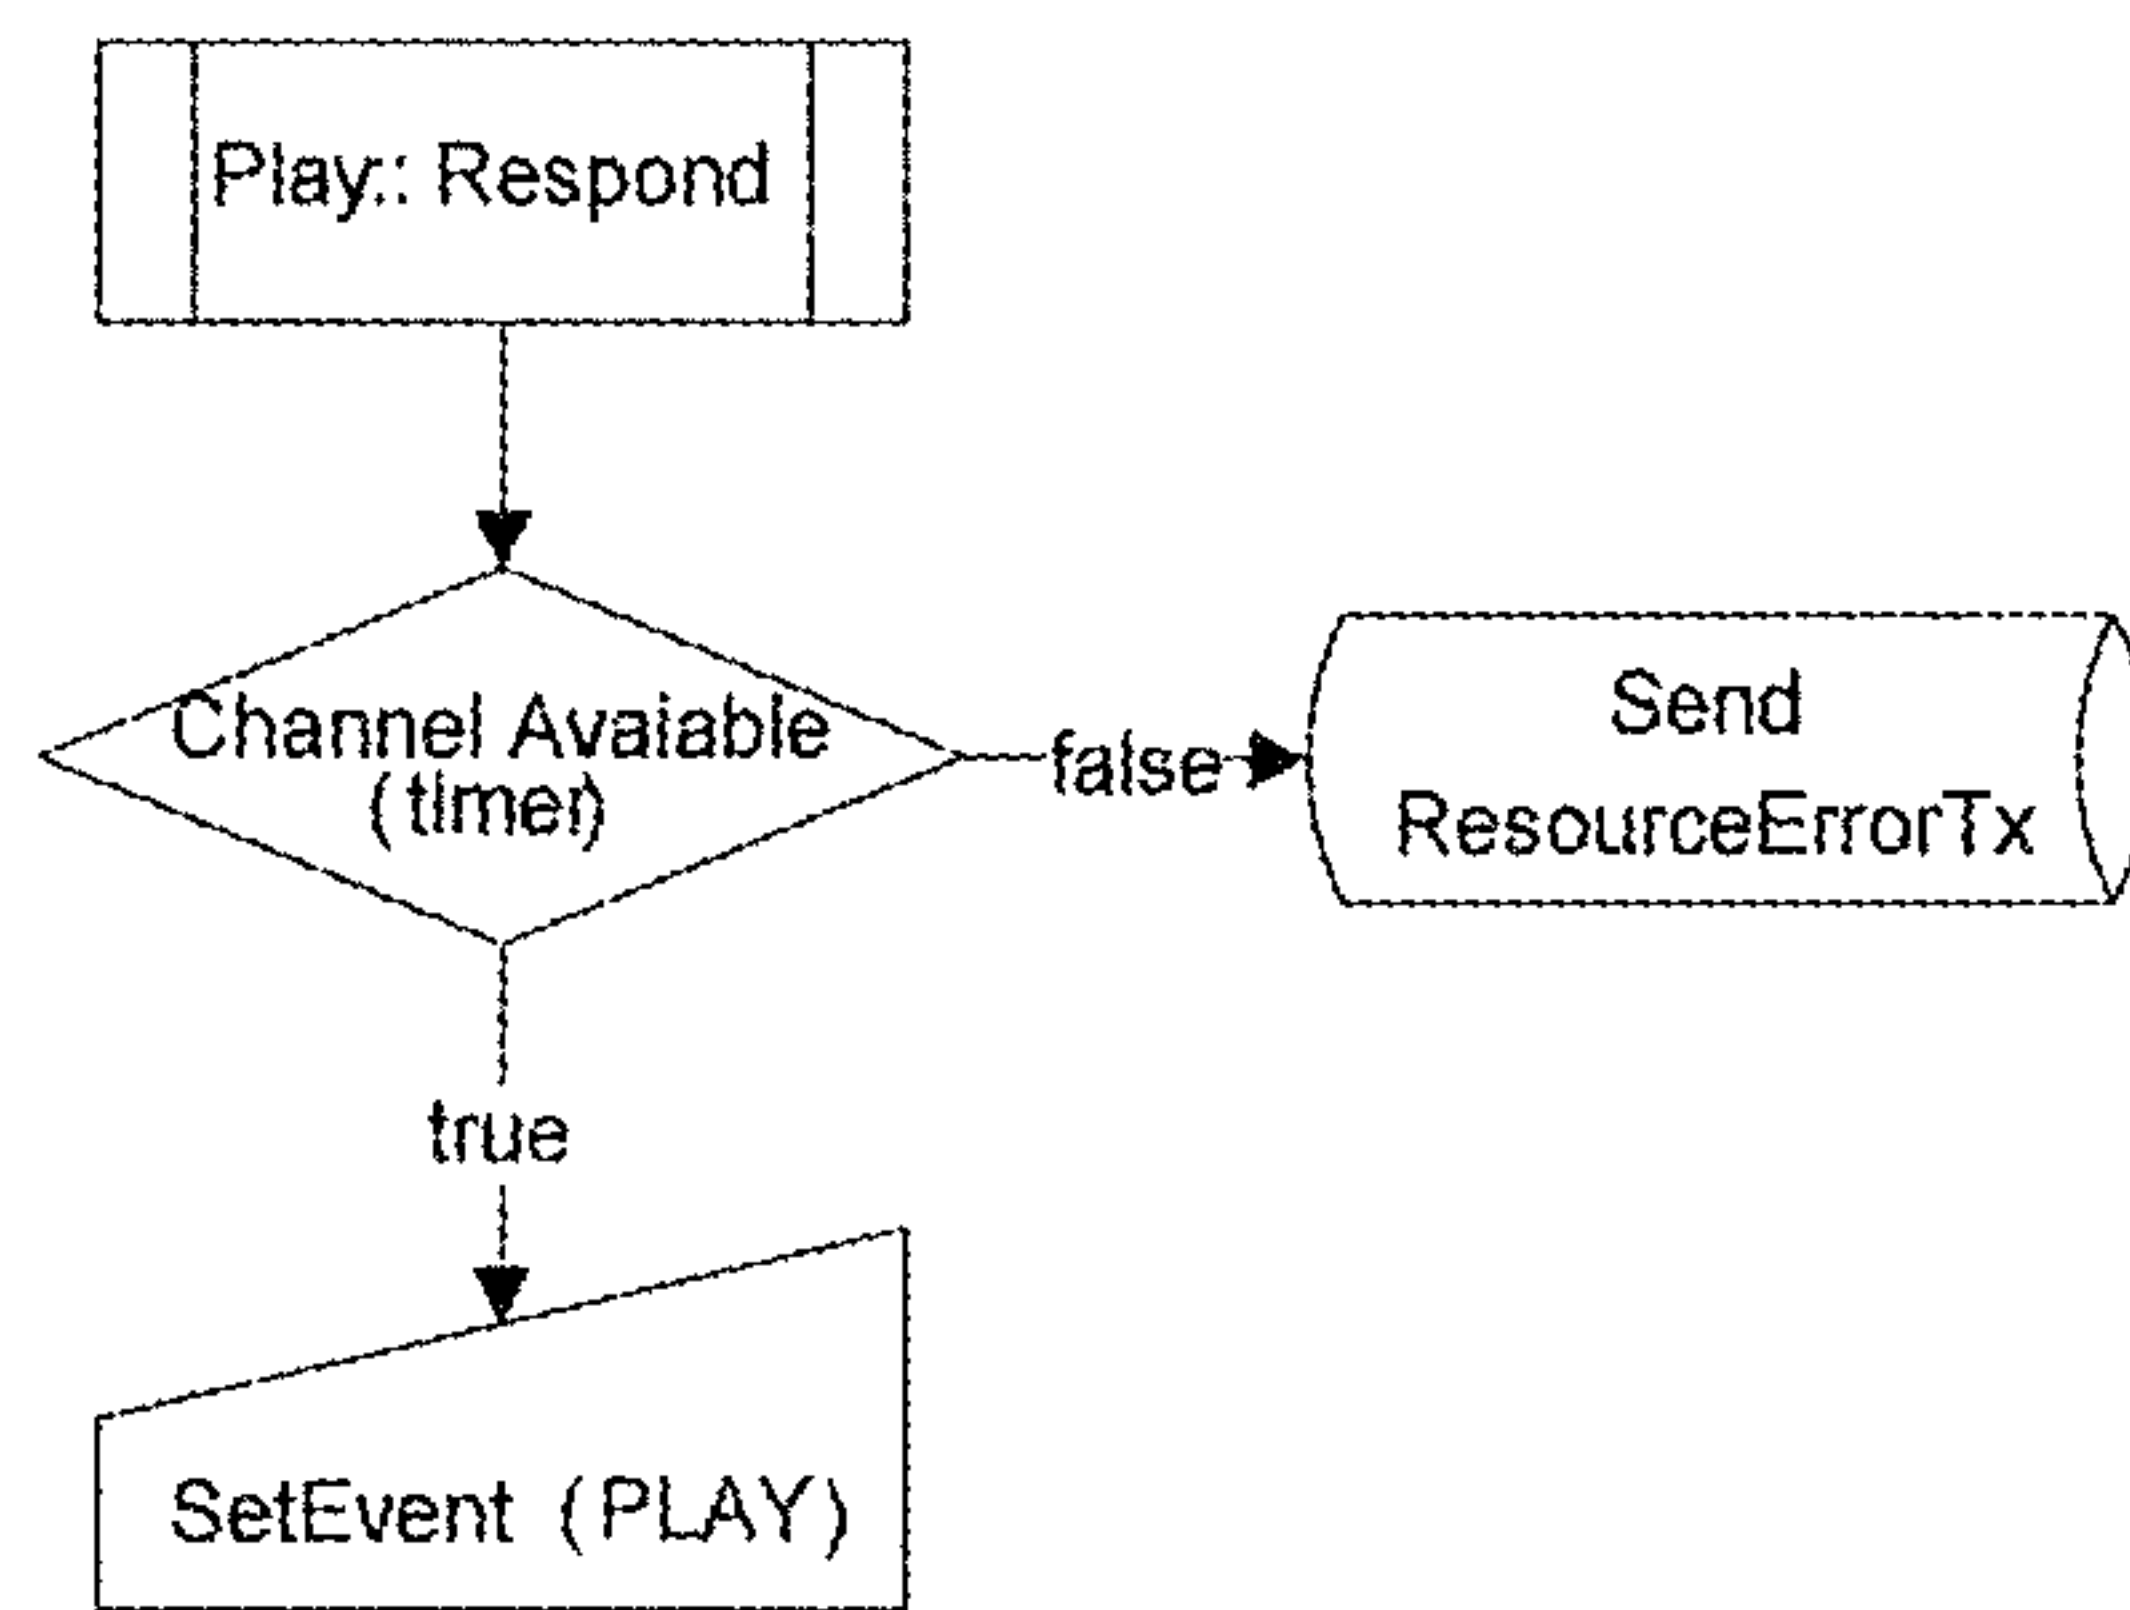 Play:: Respond
Channel Avaiable
(timer)
false
Send
ResourceErrorTx
true
SetEvent (PLAY)